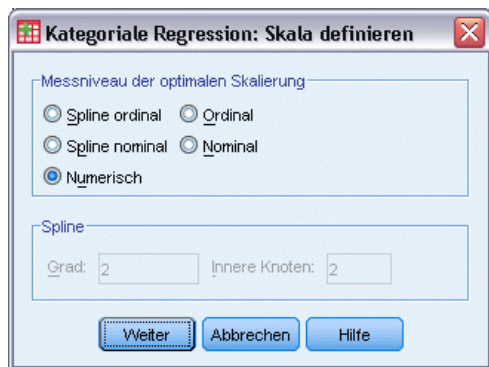 Kategoriale Regression: Skala definieren
Messniveau der optimalen Skalierung
Spline ordinal Ordinal
Spline nominal Nominal
Numerisch
Spline
Grad: 2 Innere Knoten: 2
Weiter Abbrechen Hilfe